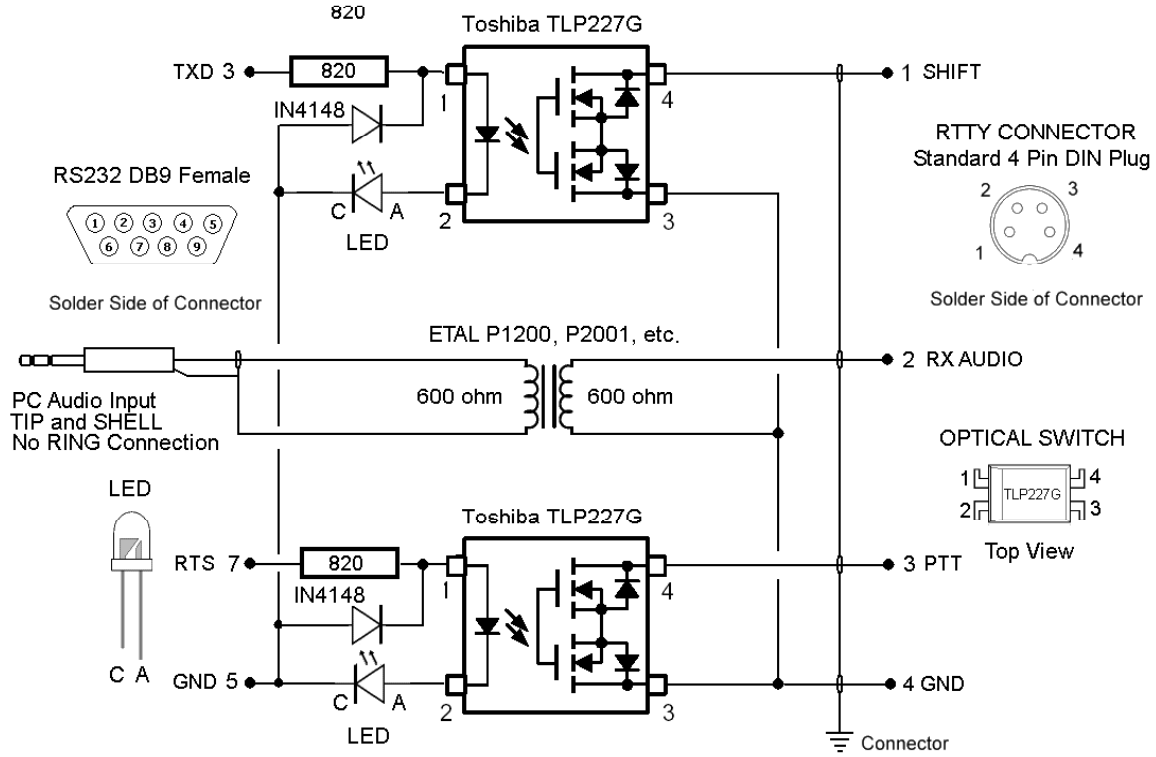 820
Toshiba TLP227G
TXD 3
820
1
4
1 SHIFT
IN4148
RTTY CONNECTOR
Standard 4 Pin DIN Plug
RS232 DB9 Female
2
3
1 2 3 4 5
6 7 8 9
C
A
2
3
LED
1
4
Solder Side of Connector
Solder Side of Connector
ETAL P1200, P2001, etc.
2 RX AUDIO
600 ohm
600 ohm
PC Audio Input
TIP and SHELL
No RING Connection
OPTICAL SWITCH
1
4
TLP227G
2
3
Top View
LED
Toshiba TLP227G
RTS 7
820
1
4
3 PTT
IN4148
C A
GND 5
C
A
2
3
4 GND
LED
Connector